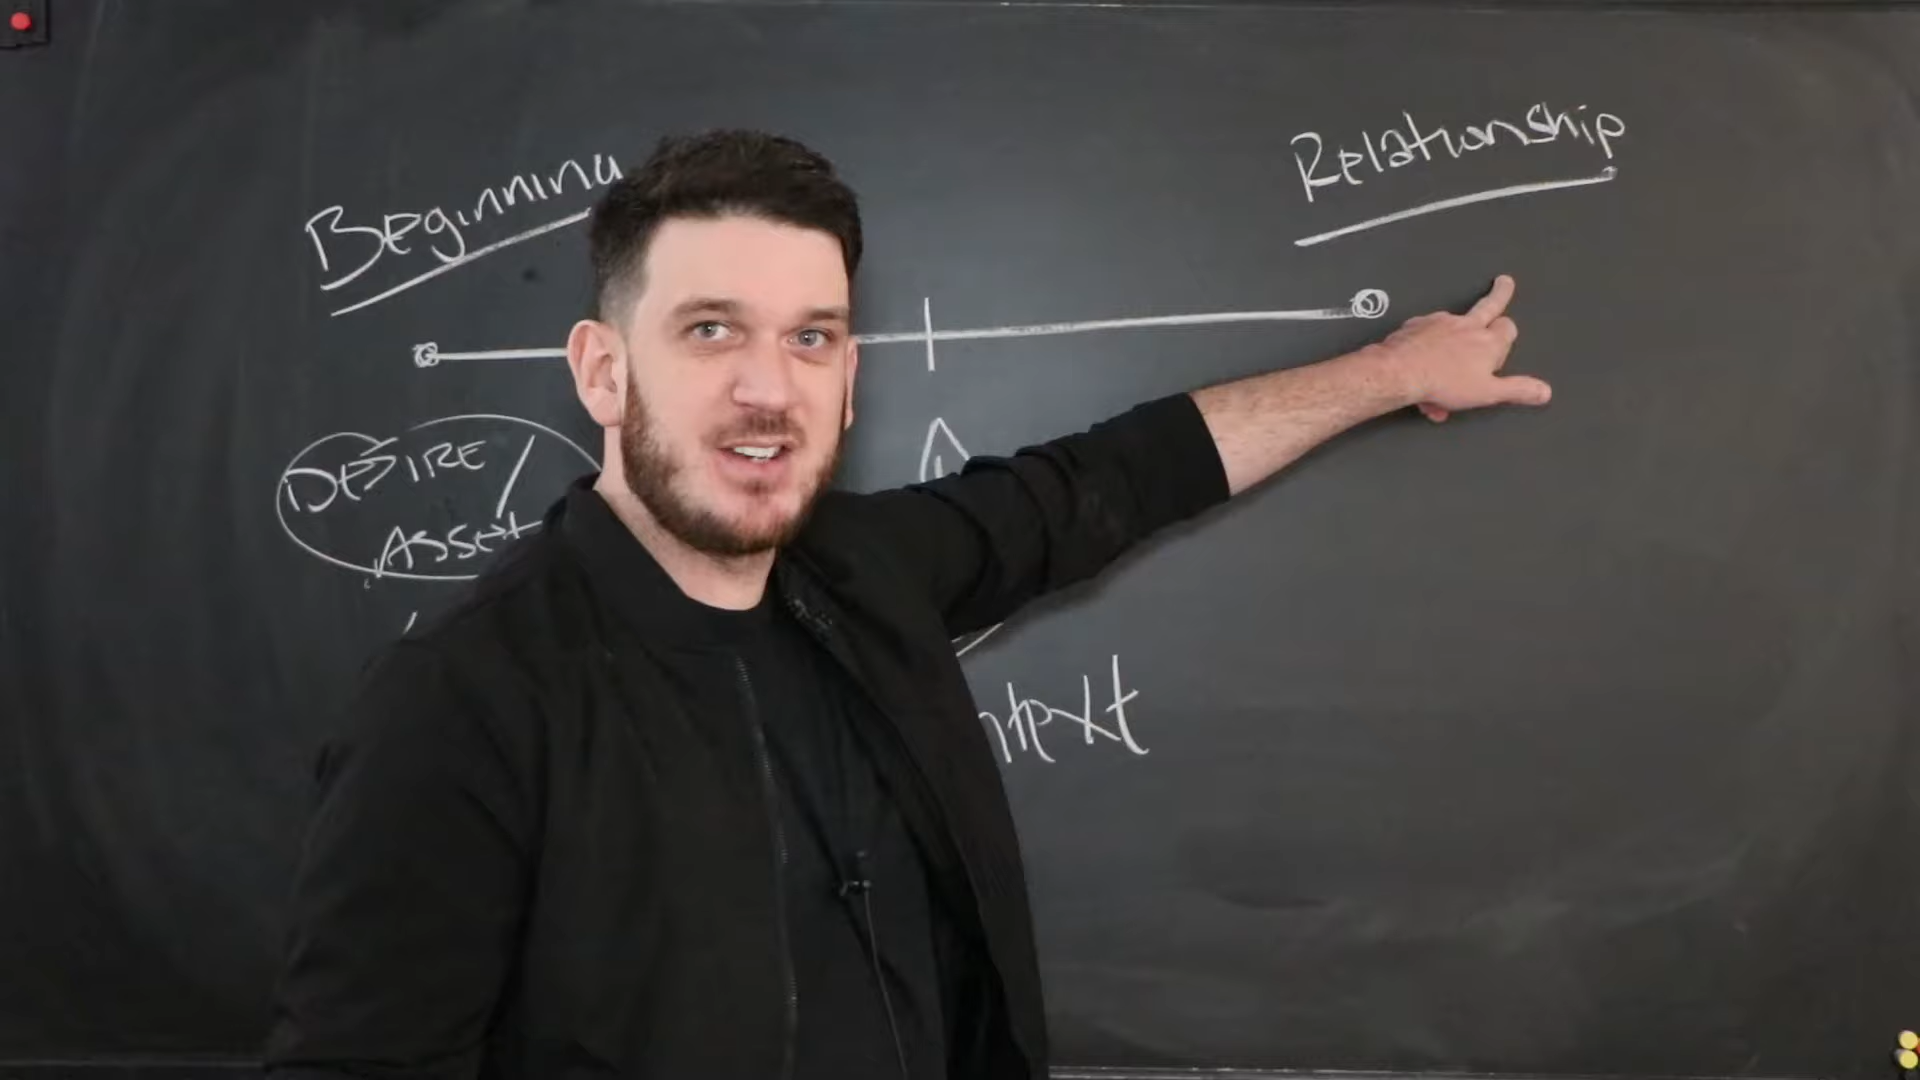 Beginning
Relationship
DESIRE /
Asset
ntext